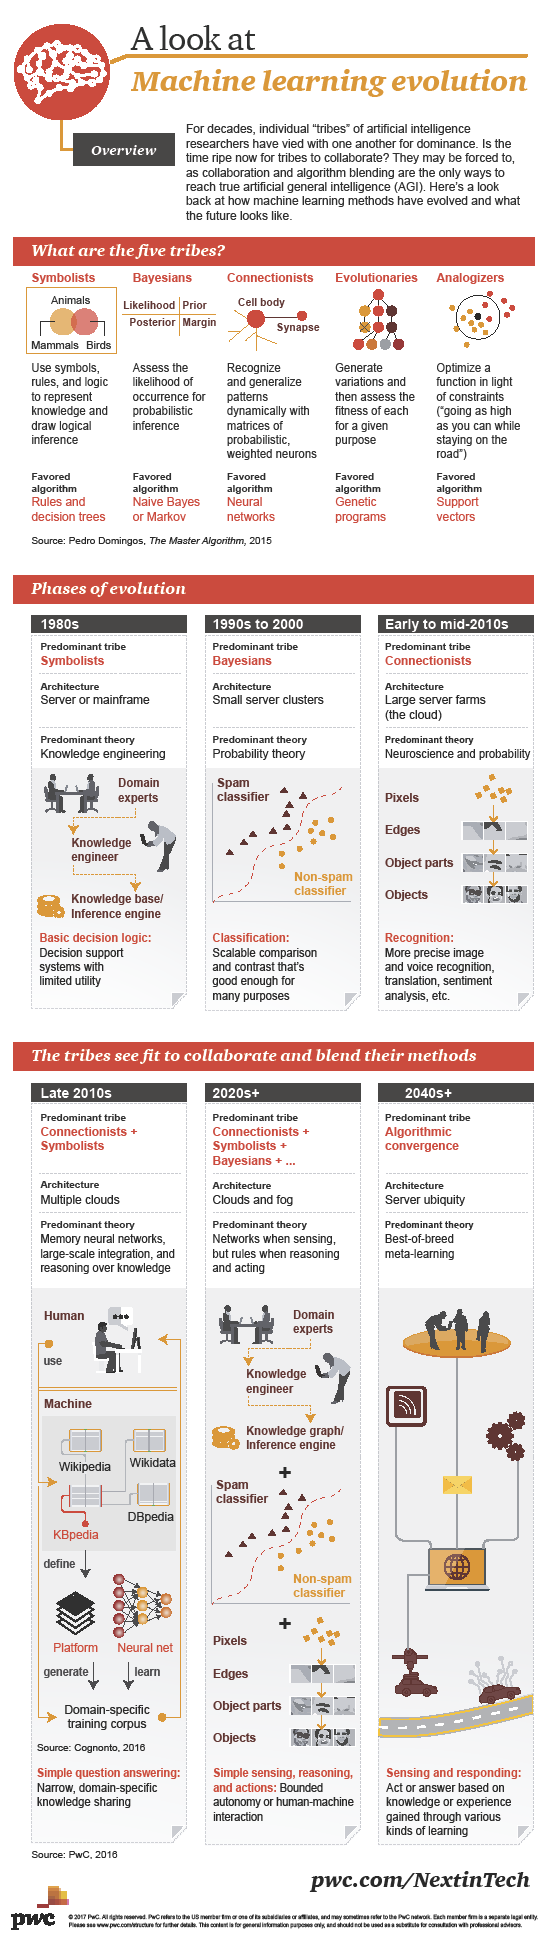 A look at
Machine learning evolution
Overview
For decades, individual “tribes” of artificial intelligence
researchers have vied with one another for dominance. Is the
time ripe now for tribes to collaborate? They may be forced to,
as collaboration and algorithm blending are the only ways to
reach true artificial general intelligence (AGI). Here’s a look
back at how machine learning methods have evolved and what
the future looks like.
What are the five tribes?
Symbolists
Animals
Mammals Birds
Use symbols,
rules, and logic
to represent
knowledge and
draw logical
inference
Favored
algorithm
Rules and
decision trees
Bayesians
Likelihood Prior
Posterior Margin
Assess the
likelihood of
occurrence for
probabilistic
inference
Favored
algorithm
Naive Bayes
or Markov
Connectionists
Cell body
Synapse
Recognize
and generalize
patterns
dynamically with
matrices of
probabilistic,
weighted neurons
Favored
algorithm
Neural
networks
Evolutionaries
Generate
variations and
then assess the
fitness of each
for a given
purpose
Favored
algorithm
Genetic
programs
Analogizers
Optimize a
function in light
of constraints
(“going as high
as you can while
staying on the
road”)
Favored
algorithm
Support
vectors
Source: Pedro Domingos, The Master Algorithm, 2015
Phases of evolution
1980s
Predominant tribe
Symbolists
Architecture
Server or mainframe
Predominant theory
Knowledge engineering
Domain
experts
Knowledge
engineer
Knowledge base/
Inference engine
Basic decision logic:
Decision support
systems with
limited utility
1990s to 2000
Predominant tribe
Bayesians
Architecture
Small server clusters
Predominant theory
Probability theory
Spam
classifier
Non-spam
classifier
Classification:
Scalable comparison
and contrast that’s
good enough for
many purposes
Early to mid-2010s
Predominant tribe
Connectionists
Architecture
Large server farms
(the cloud)
Predominant theory
Neuroscience and probability
Pixels
Edges
Object parts
Objects
Recognition:
More precise image
and voice recognition,
translation, sentiment
analysis, etc.
The tribes see fit to collaborate and blend their methods
Late 2010s
Predominant tribe
Connectionists +
Symbolists
Architecture
Multiple clouds
Predominant theory
Memory neural networks,
large-scale integration, and
reasoning over knowledge
Human
use
Machine
Wikipedia
Wikidata
DBpedia
KBpedia
define
Platform
Neural net
generate
learn
Domain-specific
training corpus
Source: Cognonto, 2016
Simple question answering:
Narrow, domain-specific
knowledge sharing
2020s+
Predominant tribe
Connectionists +
Symbolists +
Bayesians + ...
Architecture
Clouds and fog
Predominant theory
Networks when sensing,
but rules when reasoning
and acting
Domain
experts
Knowledge
engineer
Knowledge graph/
Inference engine
+
Spam
classifier
Non-spam
classifier
+
Pixels
Edges
Object parts
Objects
Simple sensing, reasoning,
and actions: Bounded
autonomy or human-machine
interaction
2040s+
Predominant tribe
Algorithmic
convergence
Architecture
Server ubiquity
Predominant theory
Best-of-breed
meta-learning
Sensing and responding:
Act or answer based on
knowledge or experience
gained through various
kinds of learning
Source: PwC, 2016
pwc.com/NextinTech
pwc
© 2017 PwC. All rights reserved. PwC refers to the US member firm or one of its subsidiaries or affiliates, and may sometimes refer to the PwC network. Each member firm is a separate legal entity.
Please see www.pwc.com/structure for further details. This content is for general information purposes only, and should not be used as a substitute for consultation with professional advisors.